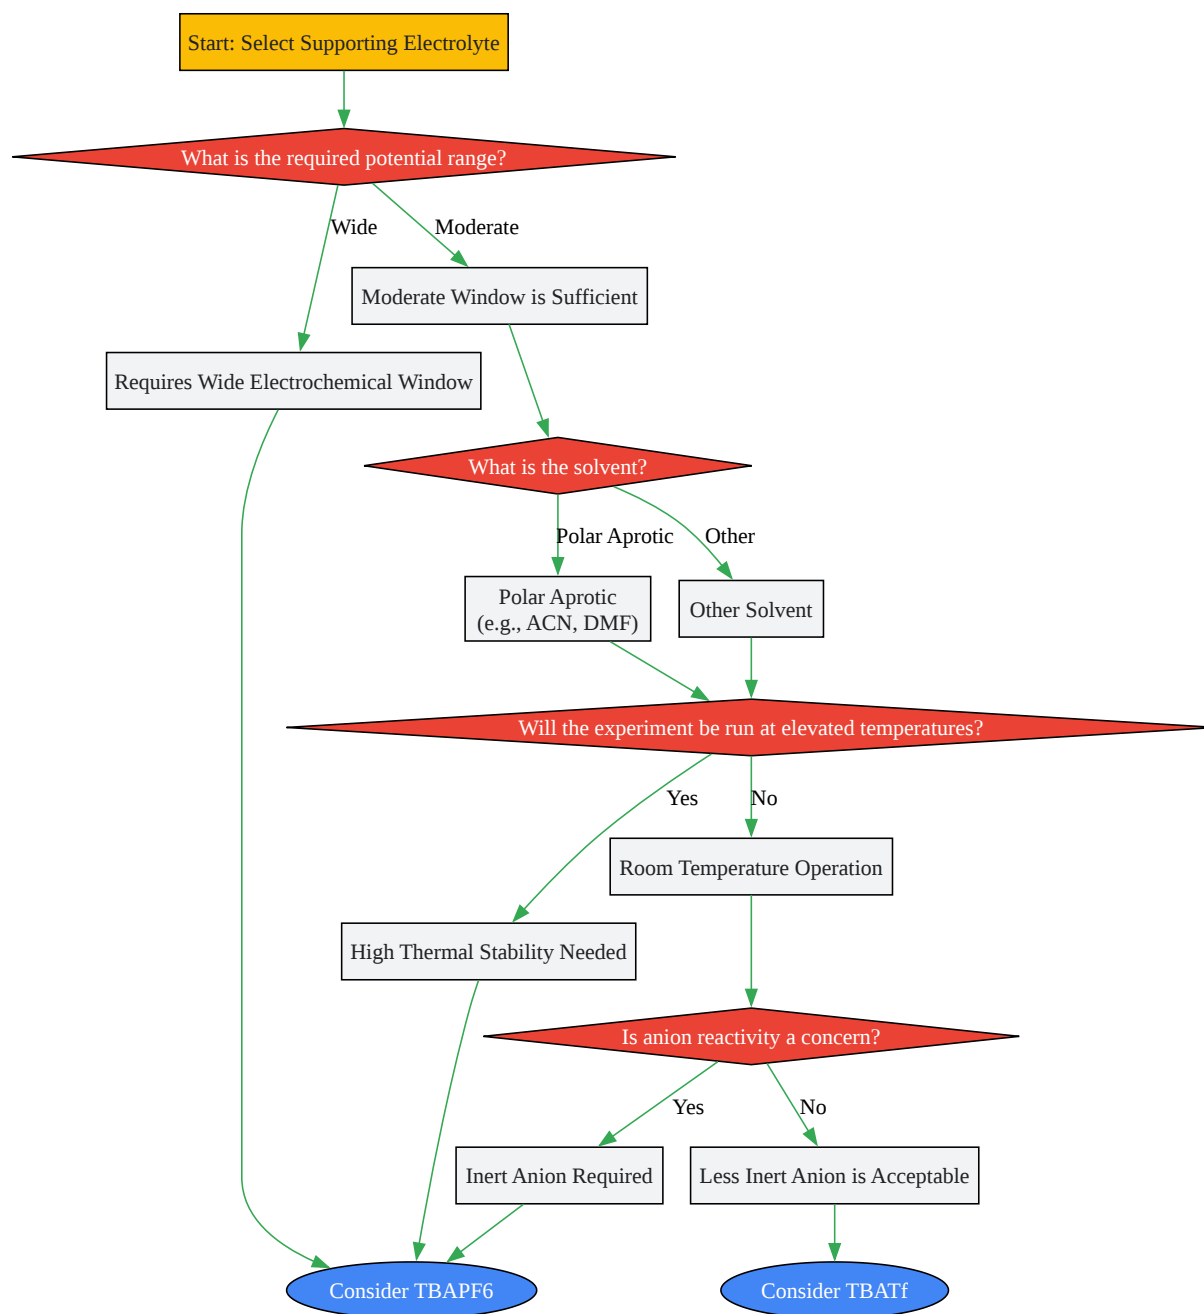 Start: Select Supporting Electrolyte
What is the required potential range?
Wide
Moderate
Moderate Window is Sufficient
Requires Wide Electrochemical Window
What is the solvent?
Polar Aprotic
Other
Polar Aprotic
(e.g., ACN, DMF)
Other Solvent
Will the experiment be run at elevated temperatures?
Yes
No
Room Temperature Operation
High Thermal Stability Needed
Is anion reactivity a concern?
Yes
No
Inert Anion Required
Less Inert Anion is Acceptable
Consider TBAPF6
Consider TBATf